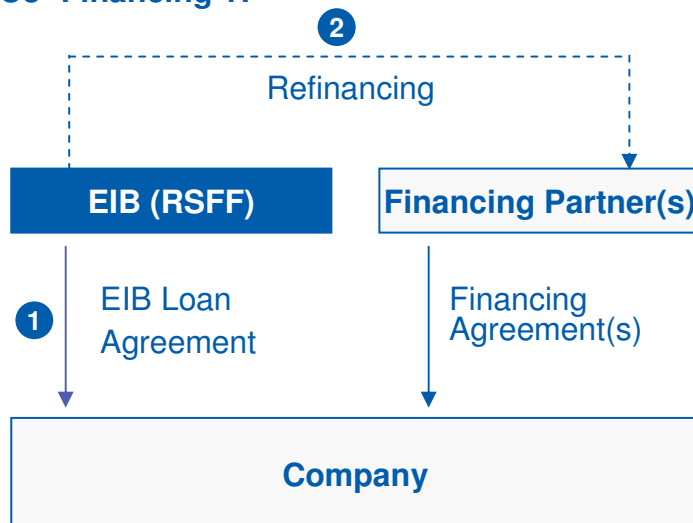 2
Refinancing
EIB (RSFF)
Financing Partner(s)
1
EIB Loan
Agreement
Financing
Agreement(s)
Company